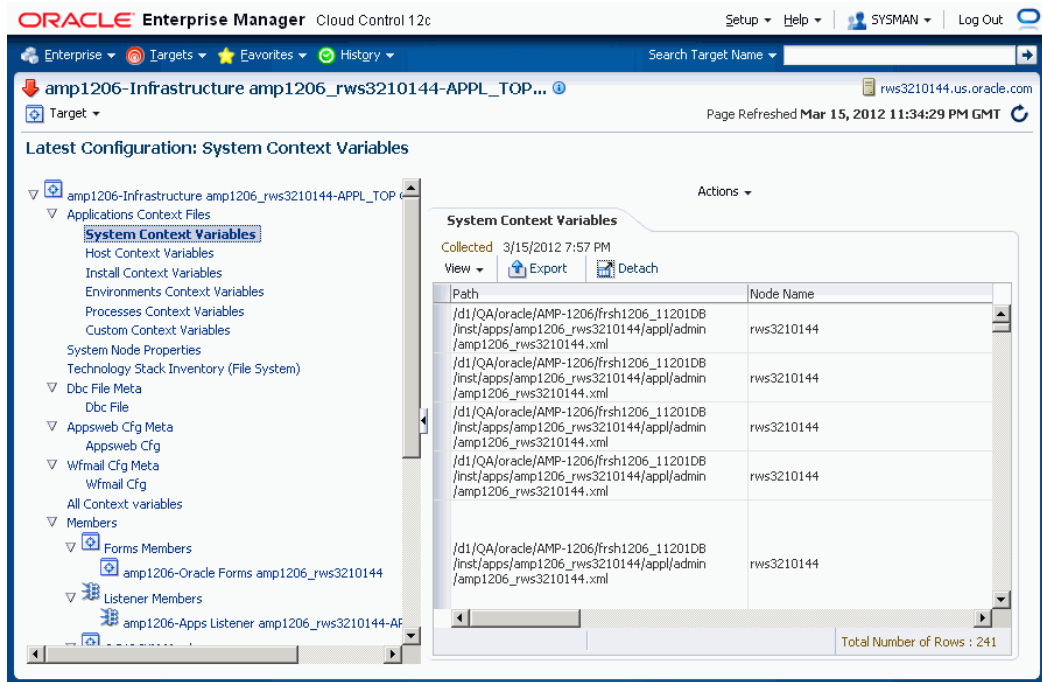 ORACLE Enterprise Manager Cloud Control 12c
Setup Help SYSMAN Log Out
Enterprise Targets Favorites History Search Target Name
amp1206-Infrastructure amp1206_rws3210144-APPL_TOP...
rws3210144.us.oracle.com
Target
Page Refreshed Mar 15, 2012 11:34:29 PM GMT
Latest Configuration: System Context Variables
amp1206-Infrastructure amp1206_rws3210144-APPL_TOP
Applications Context Files
System Context Variables
Host Context Variables
Install Context Variables
Environments Context Variables
Processes Context Variables
Custom Context Variables
System Node Properties
Technology Stack Inventory (File System)
Dbc File Meta
Dbc File
Appsweb Cfg Meta
Appsweb Cfg
Wfmail Cfg Meta
Wfmail Cfg
All Context variables
Members
Forms Members
amp1206-Oracle Forms amp1206_rws3210144
Listener Members
amp1206-Apps Listener amp1206_rws3210144-AP
Actions
System Context Variables
Collected 3/15/2012 7:57 PM
View Export Detach
Path Node Name
/d1/QA/oracle/AMP-1206/frsh1206_11201DB
/inst/apps/amp1206_rws3210144/appl/admin
/amp1206_rws3210144.xml
rws3210144
/d1/QA/oracle/AMP-1206/frsh1206_11201DB
/inst/apps/amp1206_rws3210144/appl/admin
/amp1206_rws3210144.xml
rws3210144
/d1/QA/oracle/AMP-1206/frsh1206_11201DB
/inst/apps/amp1206_rws3210144/appl/admin
/amp1206_rws3210144.xml
rws3210144
/d1/QA/oracle/AMP-1206/frsh1206_11201DB
/inst/apps/amp1206_rws3210144/appl/admin
/amp1206_rws3210144.xml
rws3210144
/d1/QA/oracle/AMP-1206/frsh1206_11201DB
/inst/apps/amp1206_rws3210144/appl/admin
/amp1206_rws3210144.xml
rws3210144
Total Number of Rows : 241